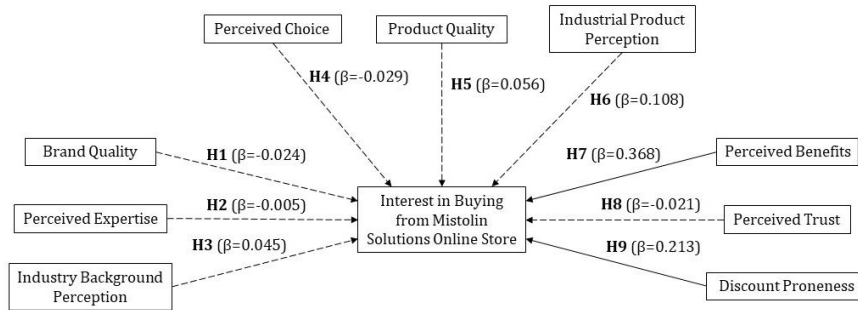 Perceived Choice
Product Quality
Industrial Product
Perception
H4 (β=-0.029)
H5 (β=0.056)
H6 (β=0.108)
Brand Quality
H1 (β=-0.024)
H7 (β=0.368)
Perceived Benefits
Perceived Expertise
H2 (β=-0.005)
Interest in Buying
from Mistolin
Solutions Online Store
H8 (β=-0.021)
Perceived Trust
H3 (β=0.045)
H9 (β=0.213)
Industry Background
Perception
Discount Proneness